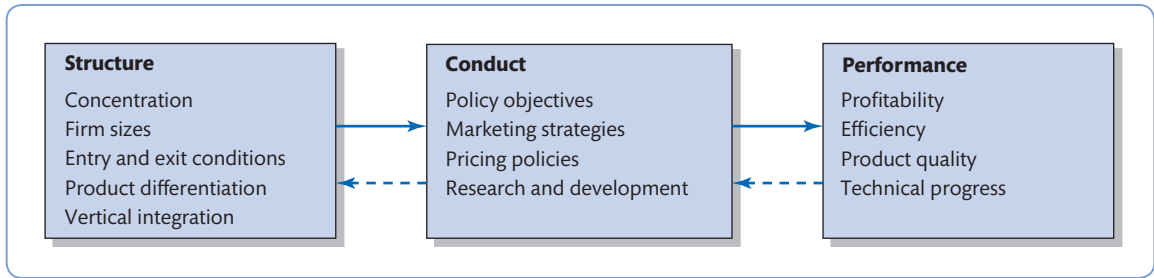 Structure
Concentration
Firm sizes
Entry and exit conditions
Product differentiation
Vertical integration
Conduct
Policy objectives
Marketing strategies
Pricing policies
Research and development
Performance
Profitability
Efficiency
Product quality
Technical progress